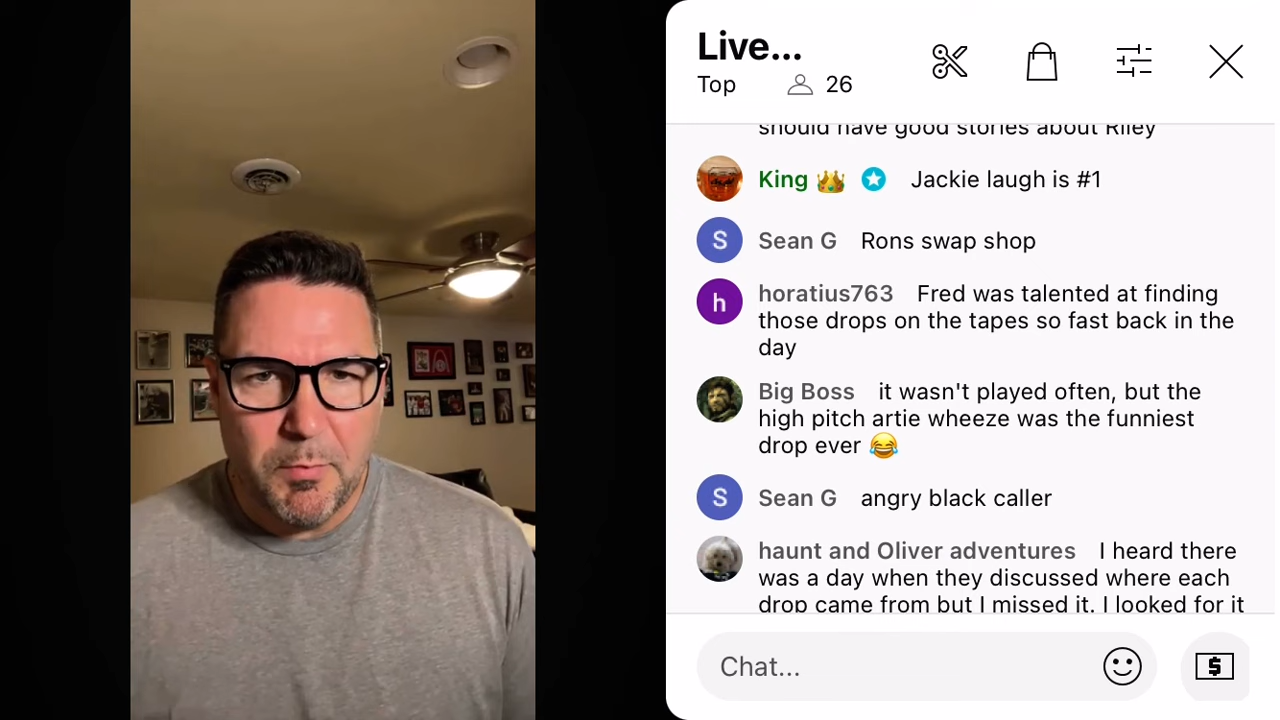 Live...
Top 26
should have good stories about Riley
King 👑 Jackie laugh is #1
S Sean G Rons swap shop
h horatius763 Fred was talented at finding
those drops on the tapes so fast back in the
day
Big Boss it wasn't played often, but the
high pitch artie wheeze was the funniest
drop ever 😂
S Sean G angry black caller
haunt and Oliver adventures I heard there
was a day when they discussed where each
drop came from but I missed it. I looked for it
Chat...
$